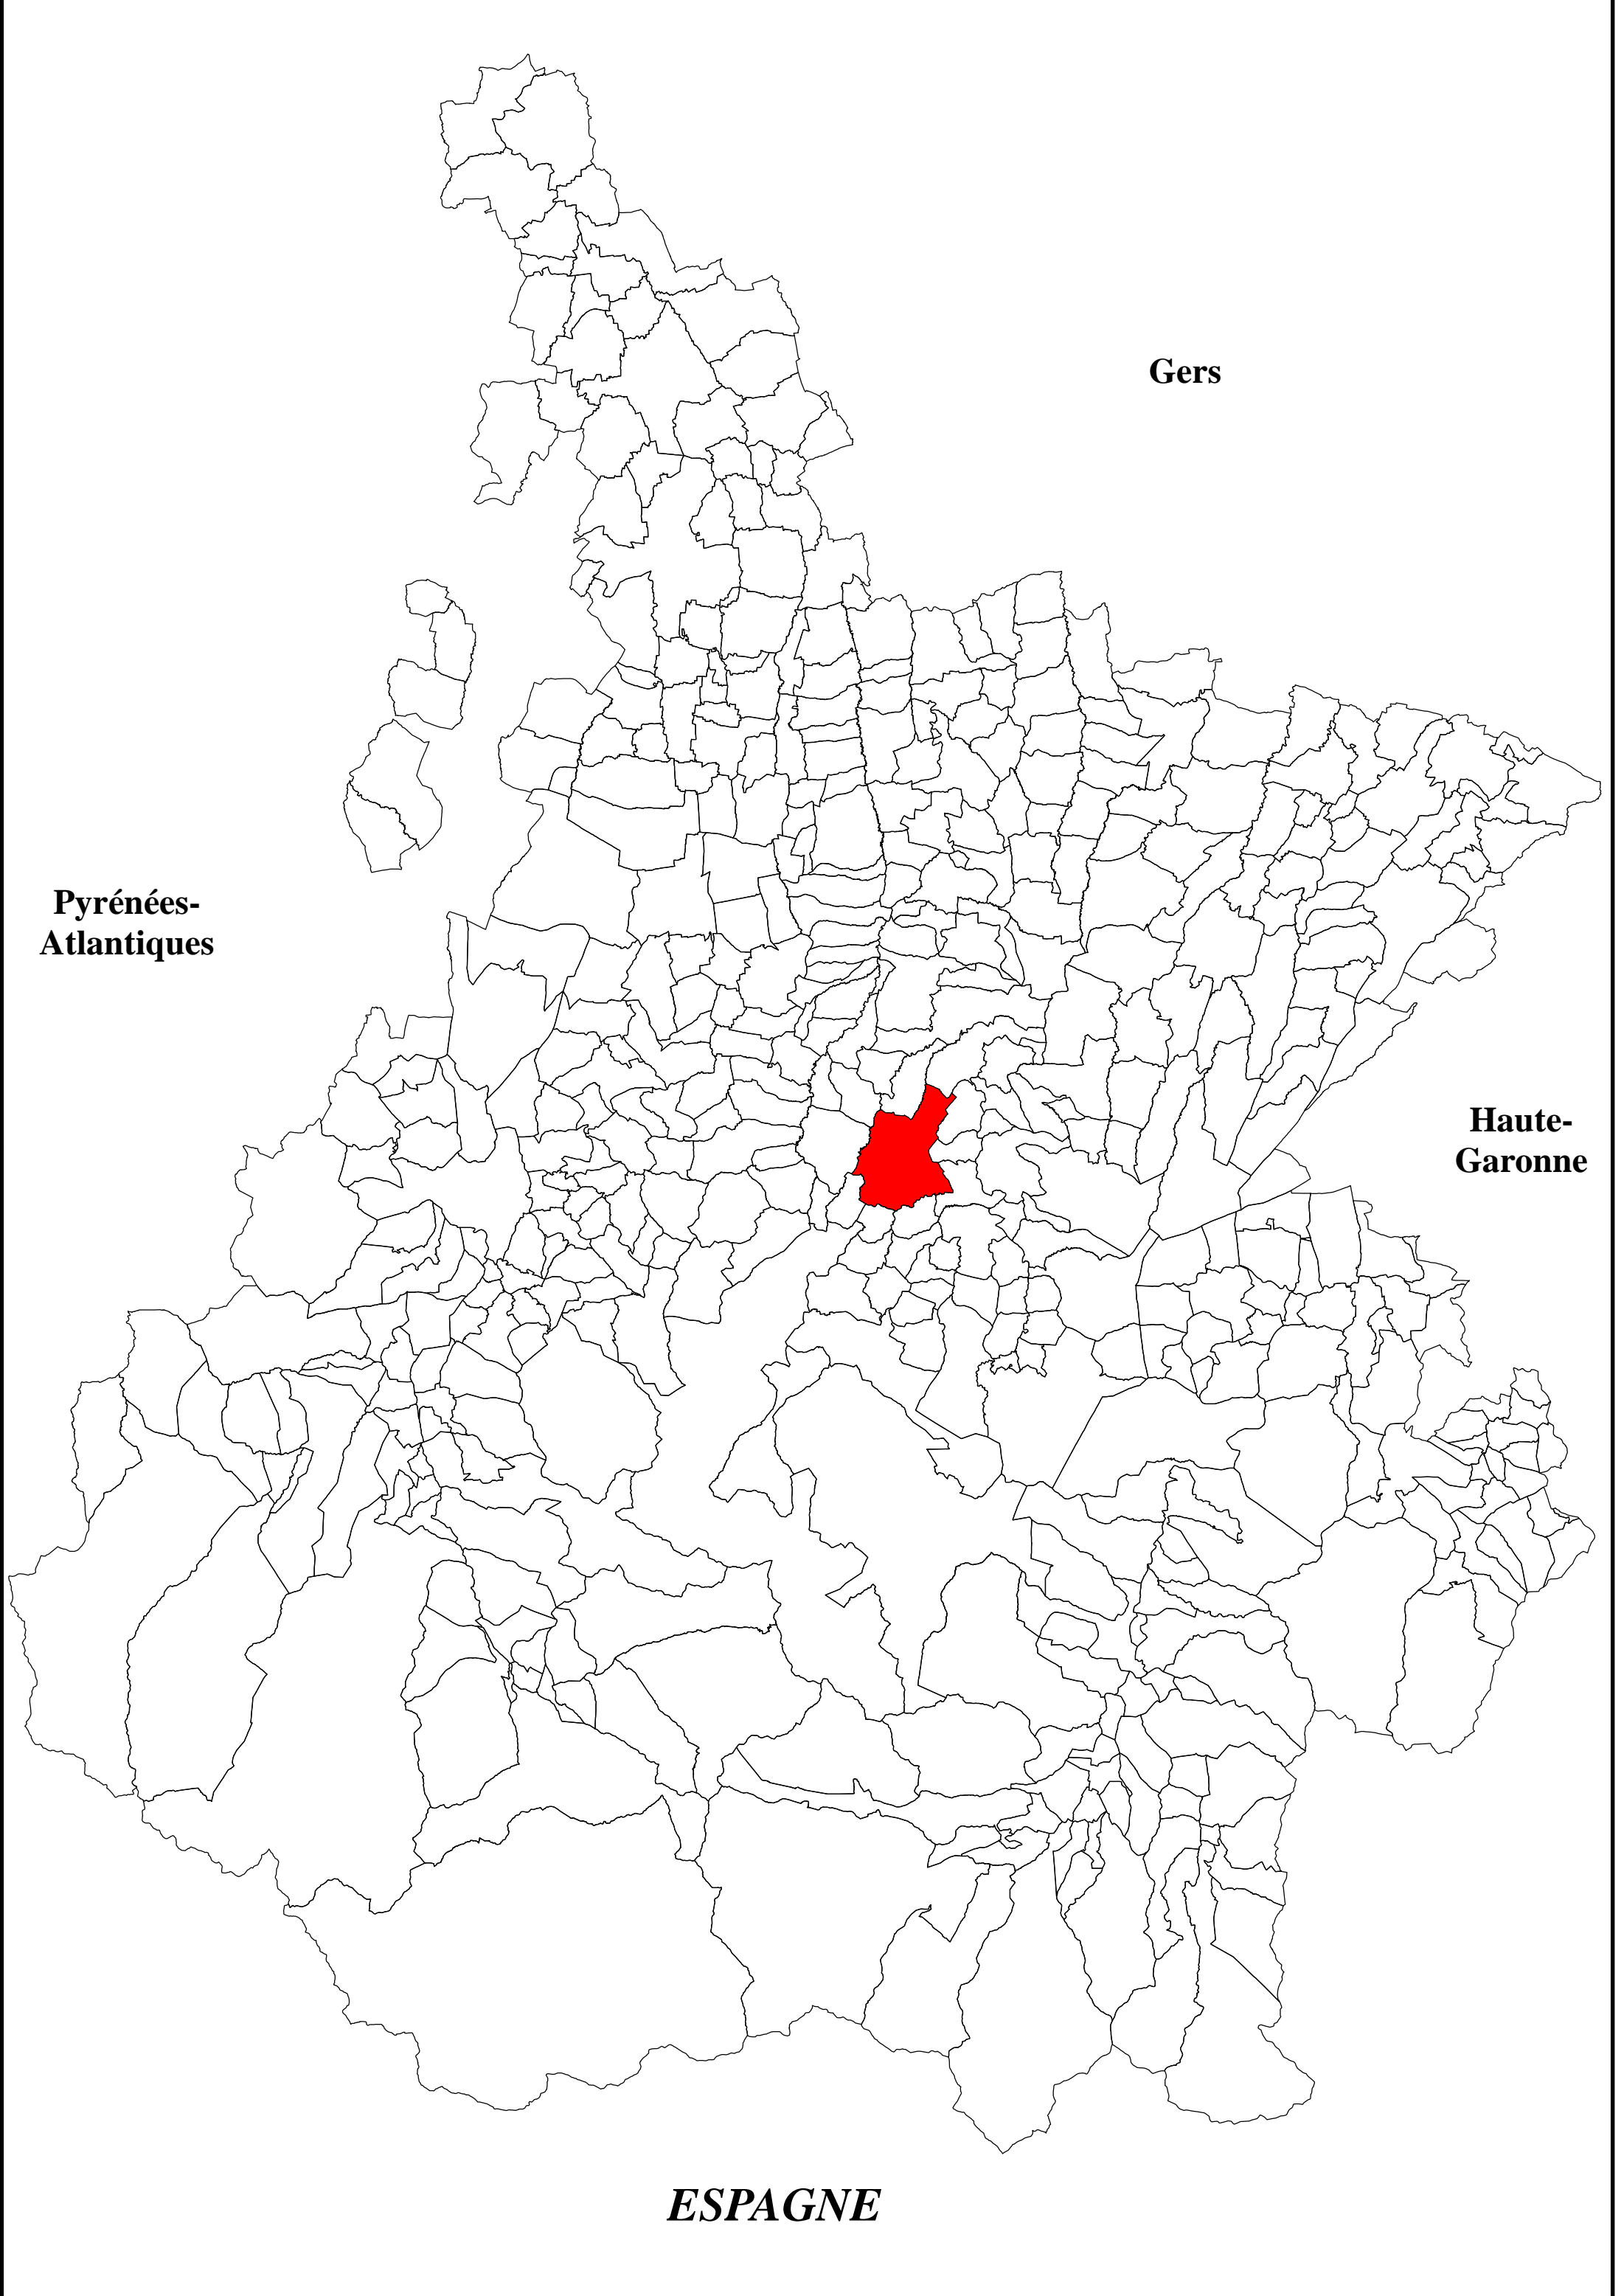 Gers
Pyrénées-
Atlantiques
Haute-
Garonne
ESPAGNE